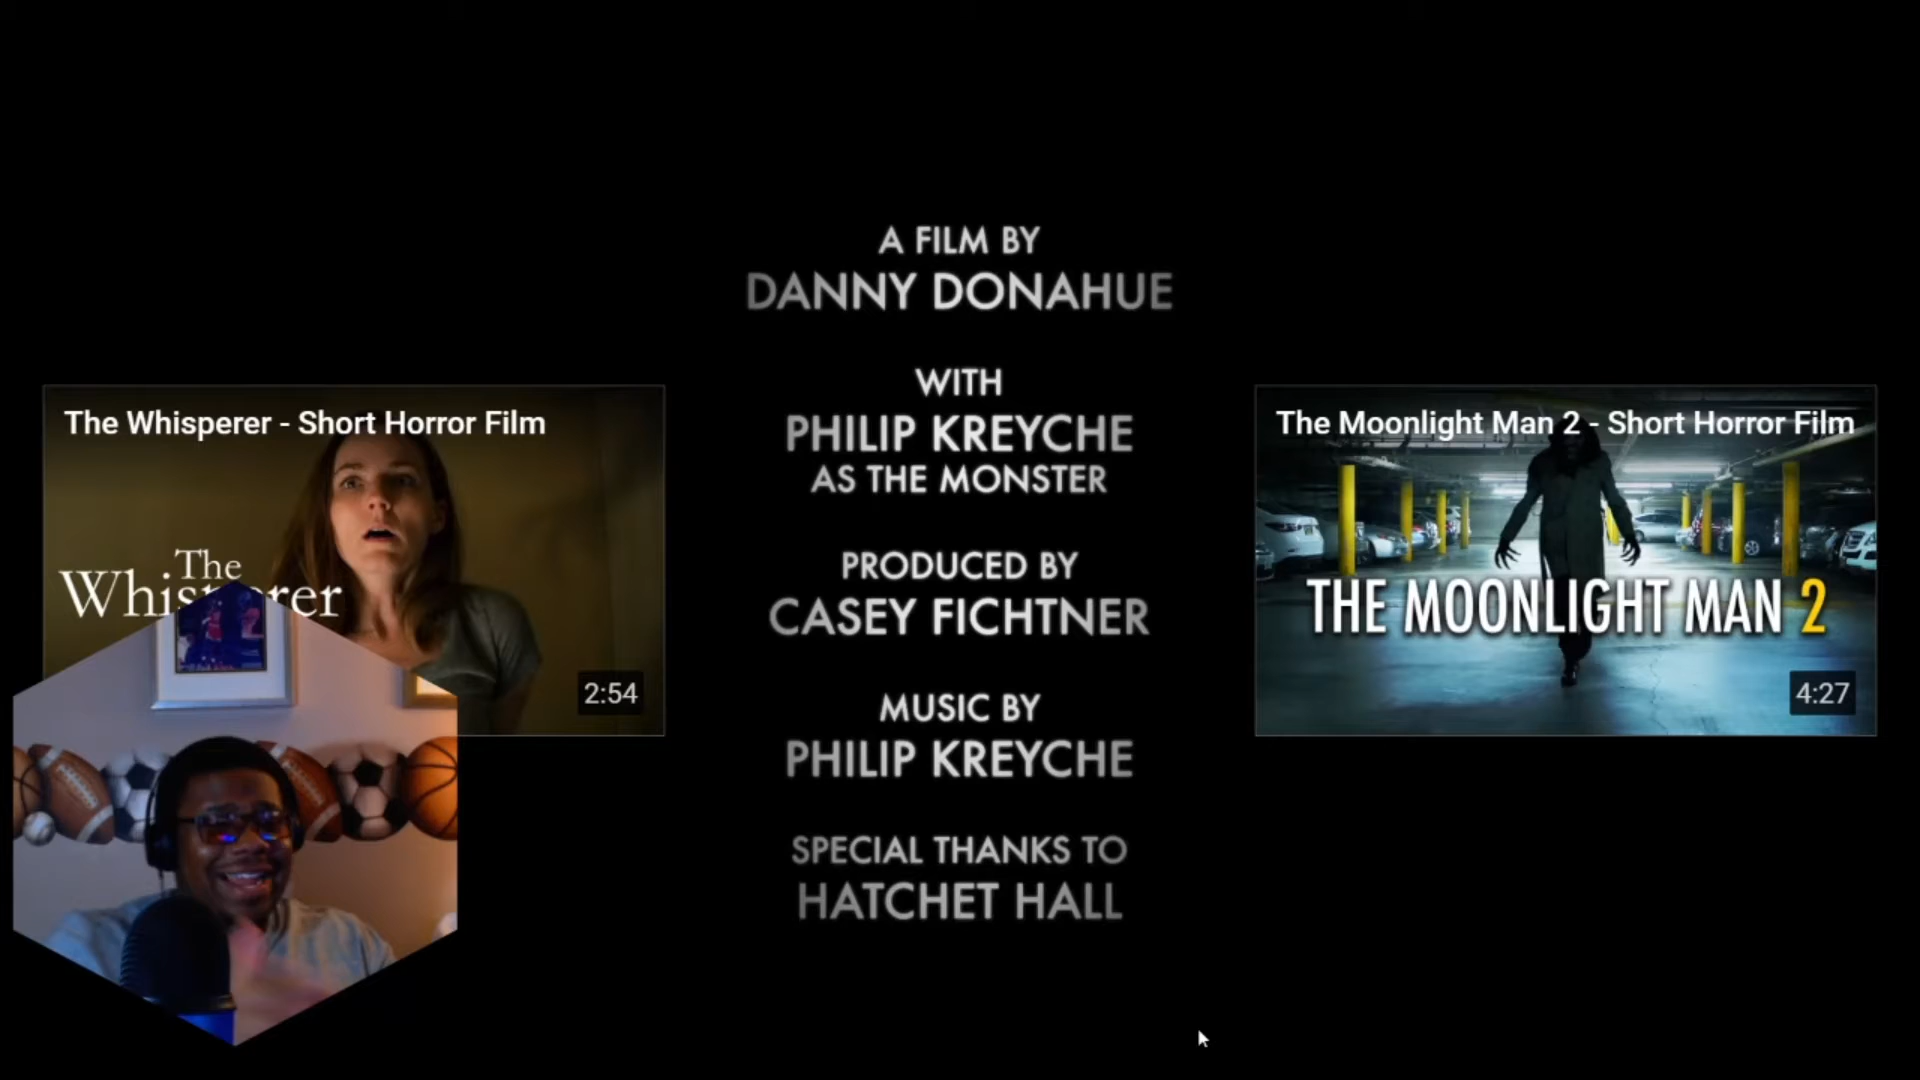 A FILM BY
DANNY DONAHUE
WITH
PHILIP KREYCHE
AS THE MONSTER
PRODUCED BY
CASEY FICHTNER
MUSIC BY
PHILIP KREYCHE
SPECIAL THANKS TO
HATCHET HALL
The Whisperer - Short Horror Film
The
Whisperer
2:54
The Moonlight Man 2 - Short Horror Film
THE MOONLIGHT MAN 2
4:27